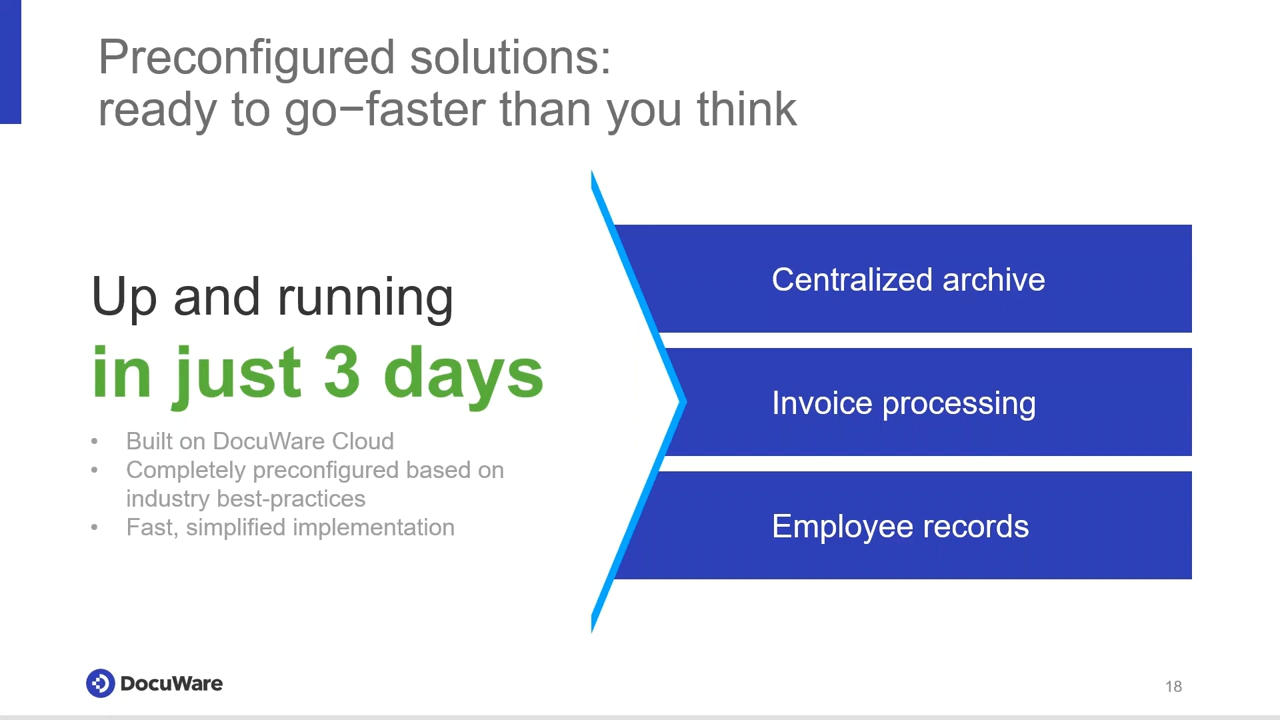 Preconfigured solutions:
ready to go−faster than you think
Up and running
in just 3 days
• Built on DocuWare Cloud
• Completely preconfigured based on
industry best-practices
• Fast, simplified implementation
Centralized archive
Invoice processing
Employee records
DocuWare
18